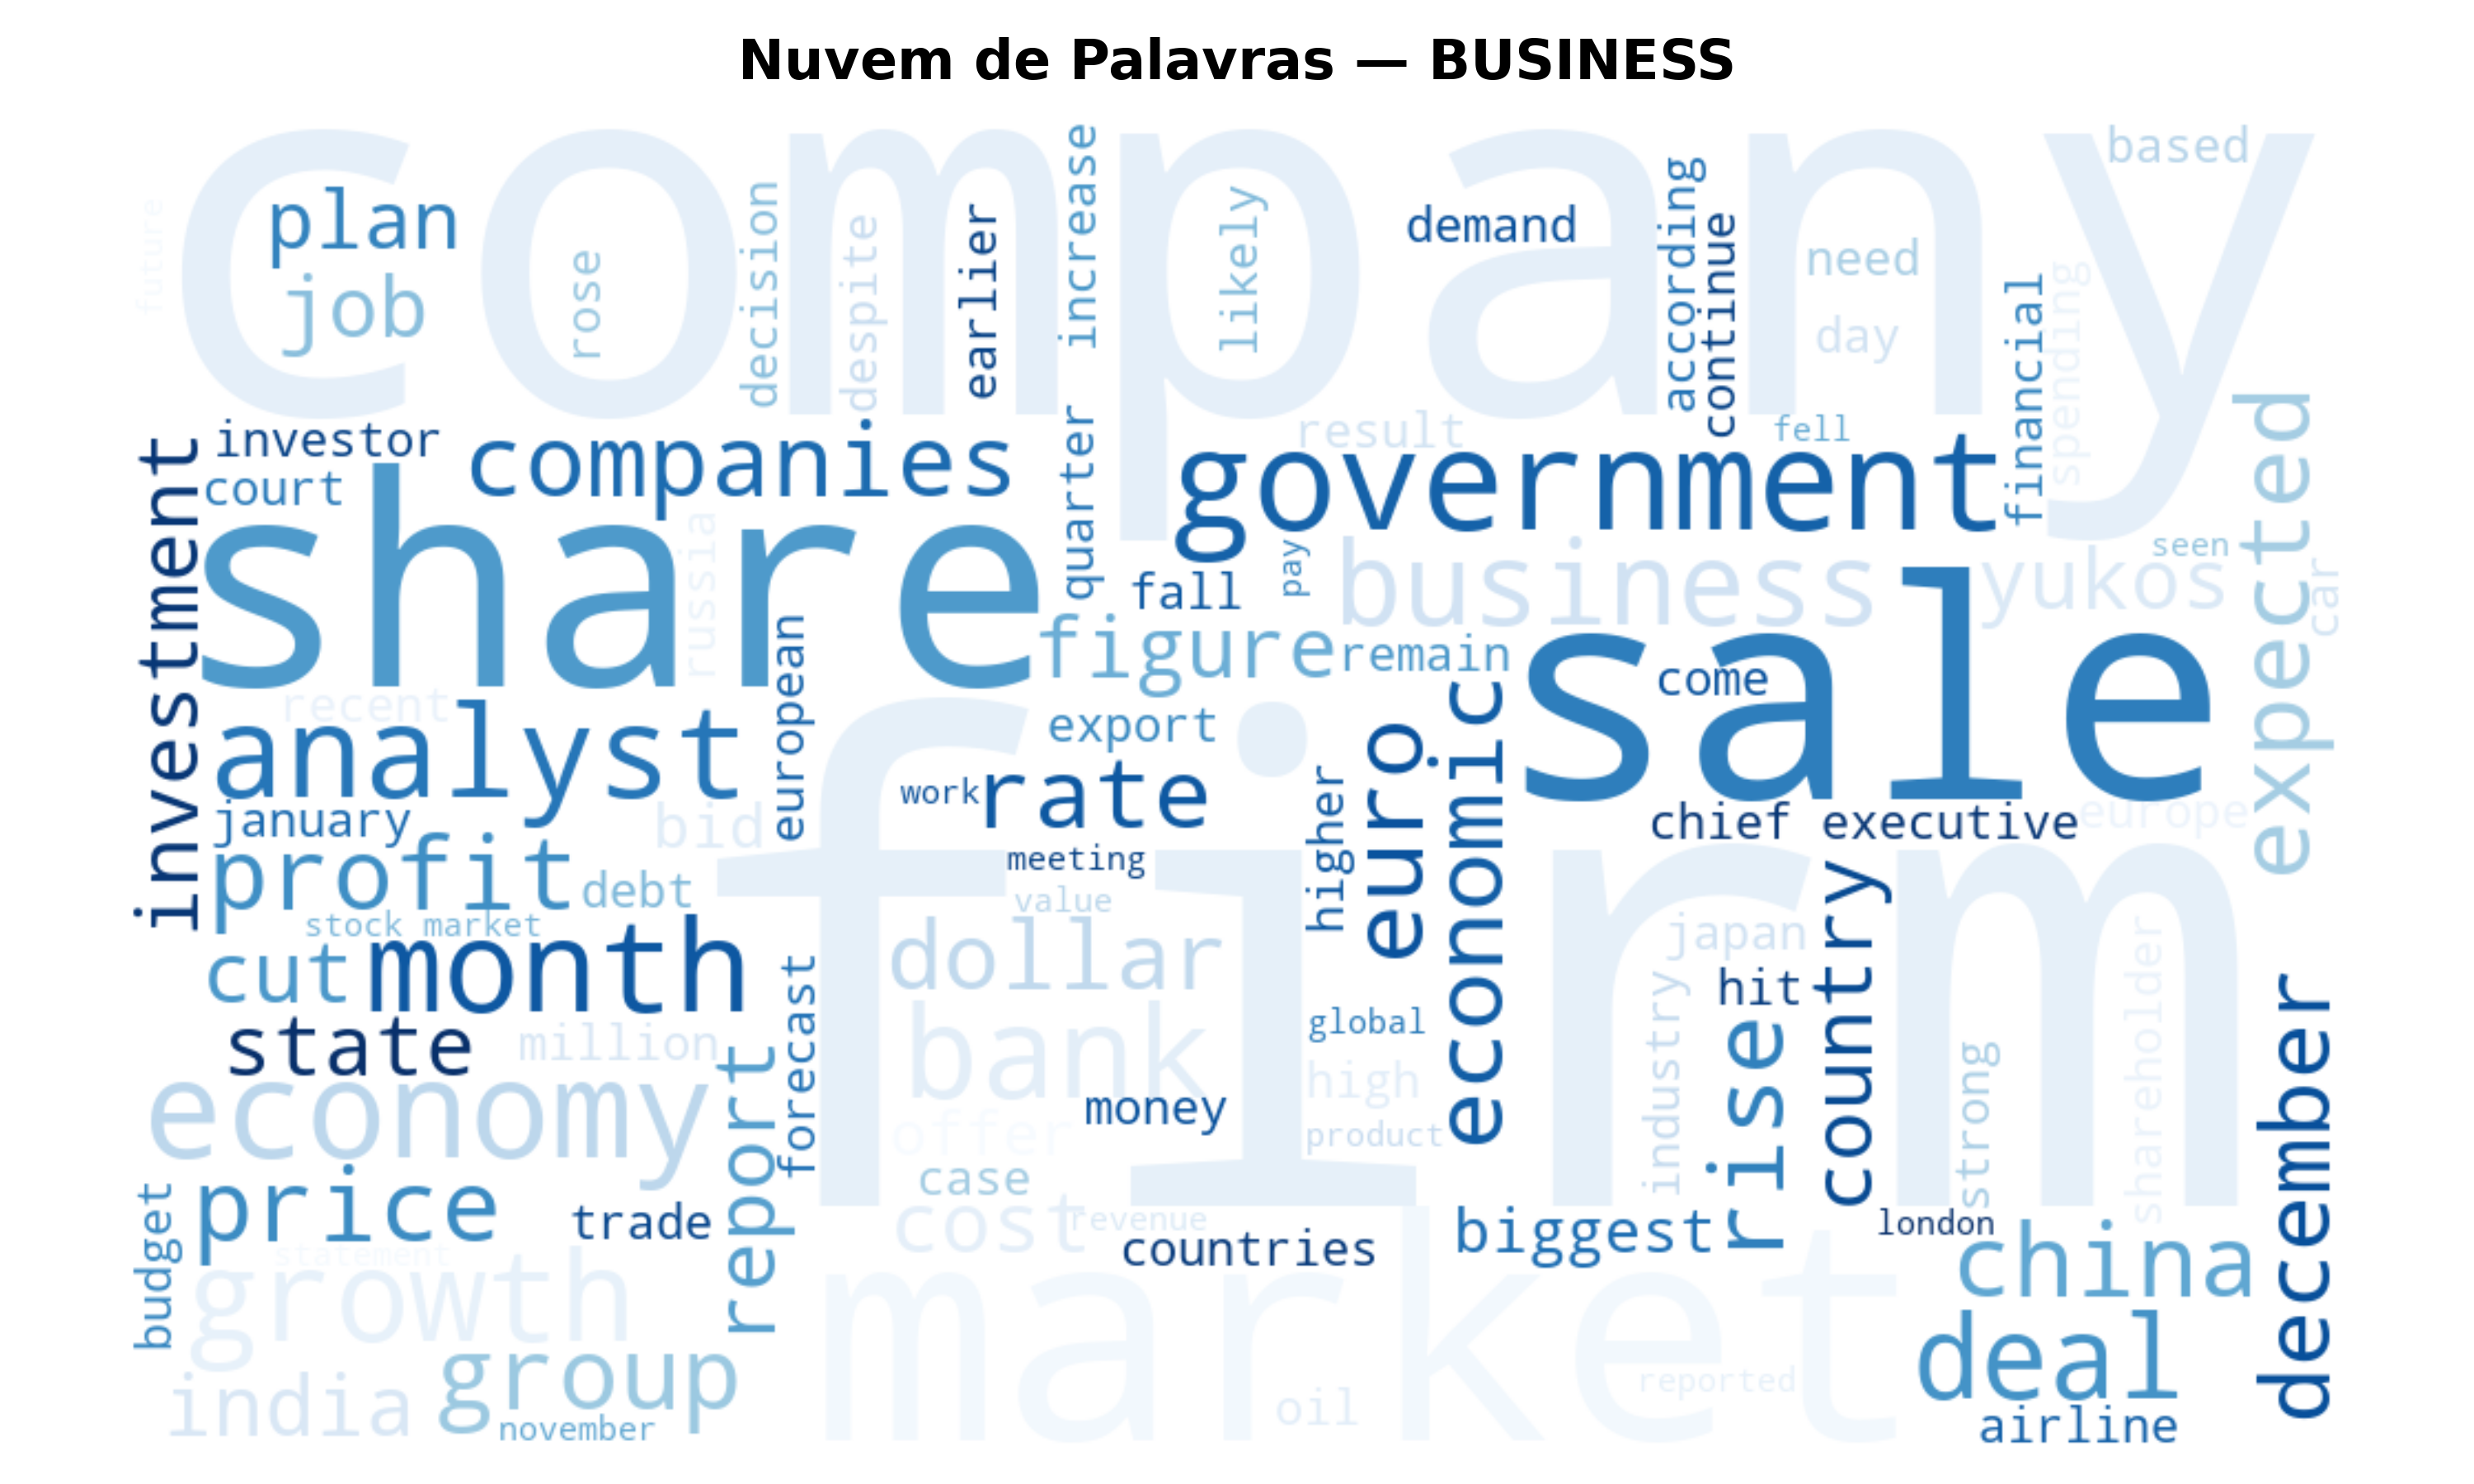 Nuvem de Palavras — BUSINESS
company
based
future
plan
job
rose
decision
despite
earlier
increase
likely
demand
according
continue
need
day
financial
spending
investor
court
companies
quarter
result
fell
government
expected
investment
share
russia
fall
pay
business
yukos
seen
car
european
figure
remain
come
sale
recent
analyst
export
economic
euro
rate
work
january
bid
higher
chief executive
europe
profit
debt
meeting
value
firm
stock market
cut
month
dollar
japan
country
forecast
hit
industry
shareholder
state
million
bank
global
high
rise
strong
december
economy
report
offer
money
product
case
price
trade
cost
revenue
countries
biggest
london
china
budget
statement
growth
market
deal
india
group
november
oil
reported
airline